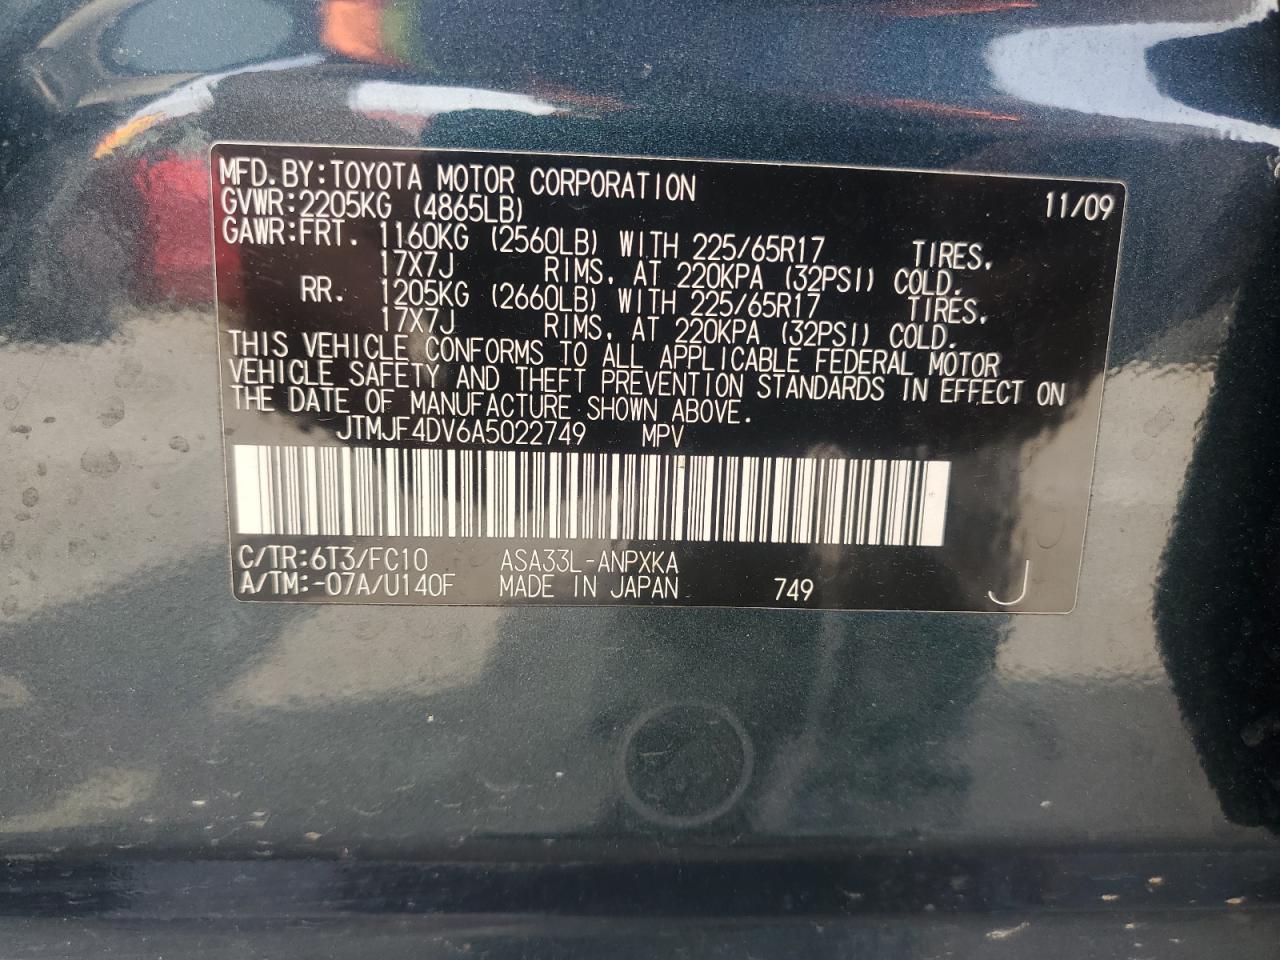 MFD.BY:TOYOTA MOTOR CORPORATION 11/09
GVWR:2205KG (4865LB)
GAWR:FRT. 1160KG (2560LB) WITH 225/65R17 TIRES,
17X7J RIMS, AT 220KPA (32PSI) COLD.
RR. 1205KG (2660LB) WITH 225/65R17 TIRES,
17X7J RIMS, AT 220KPA (32PSI) COLD.
THIS VEHICLE CONFORMS TO ALL APPLICABLE FEDERAL MOTOR
VEHICLE SAFETY AND THEFT PREVENTION STANDARDS IN EFFECT ON
THE DATE OF MANUFACTURE SHOWN ABOVE.
JTMJF4DV6A5022749 MPV
C/TR:6T3/FC10 ASA33L-ANPXKA
A/TM:-07A/U140F MADE IN JAPAN 749 J